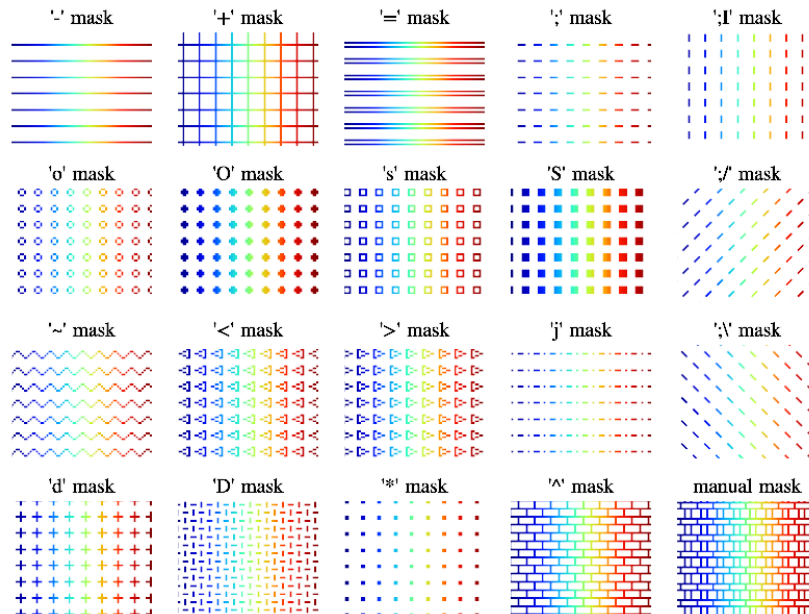 '-' mask
'+' mask
'=' mask
';' mask
';I' mask
'o' mask
'O' mask
's' mask
'S' mask
';/' mask
'~' mask
'<' mask
'>' mask
'j' mask
';\' mask
'd' mask
'D' mask
'*' mask
'^' mask
manual mask